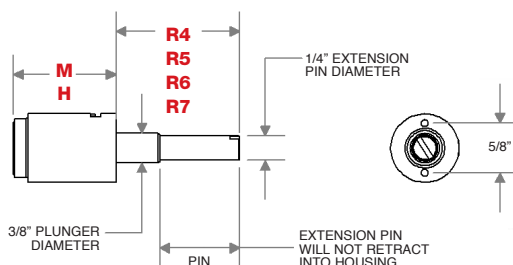 R4
R5
R6
R7
M
H
1/4" EXTENSION
PIN DIAMETER
5/8"
3/8" PLUNGER
DIAMETER
PIN
EXTENSION PIN
WILL NOT RETRACT
INTO HOUSING